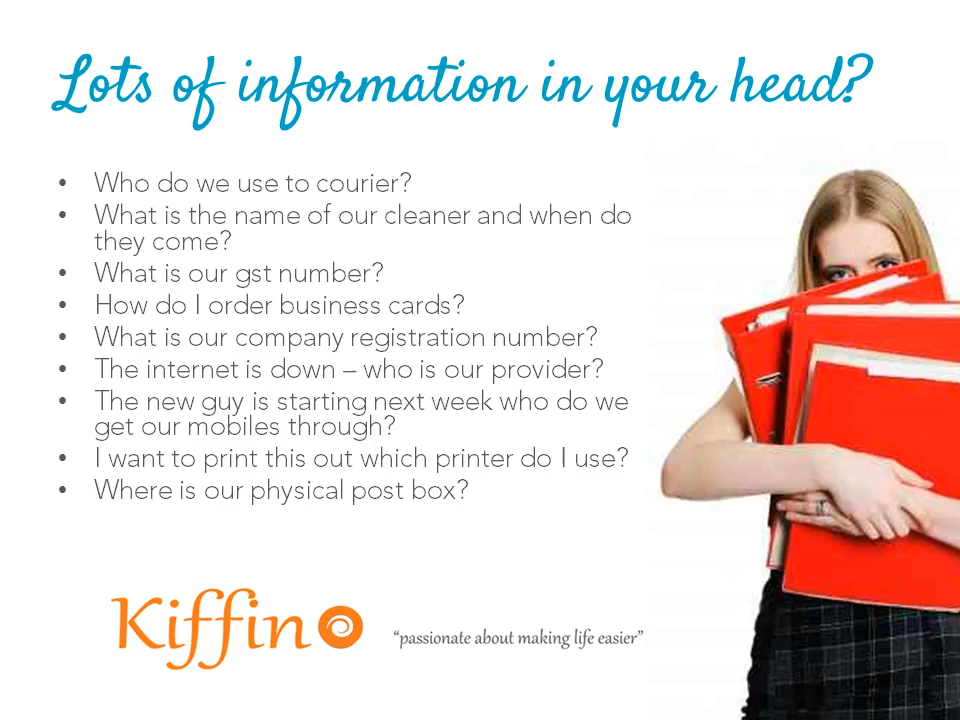 Lots of information in your head?
• Who do we use to courier?
• What is the name of our cleaner and when do
they come?
• What is our gst number?
• How do I order business cards?
• What is our company registration number?
• The internet is down – who is our provider?
• The new guy is starting next week who do we
get our mobiles through?
• I want to print this out which printer do I use?
• Where is our physical post box?
Kiffin
“passionate about making life easier”